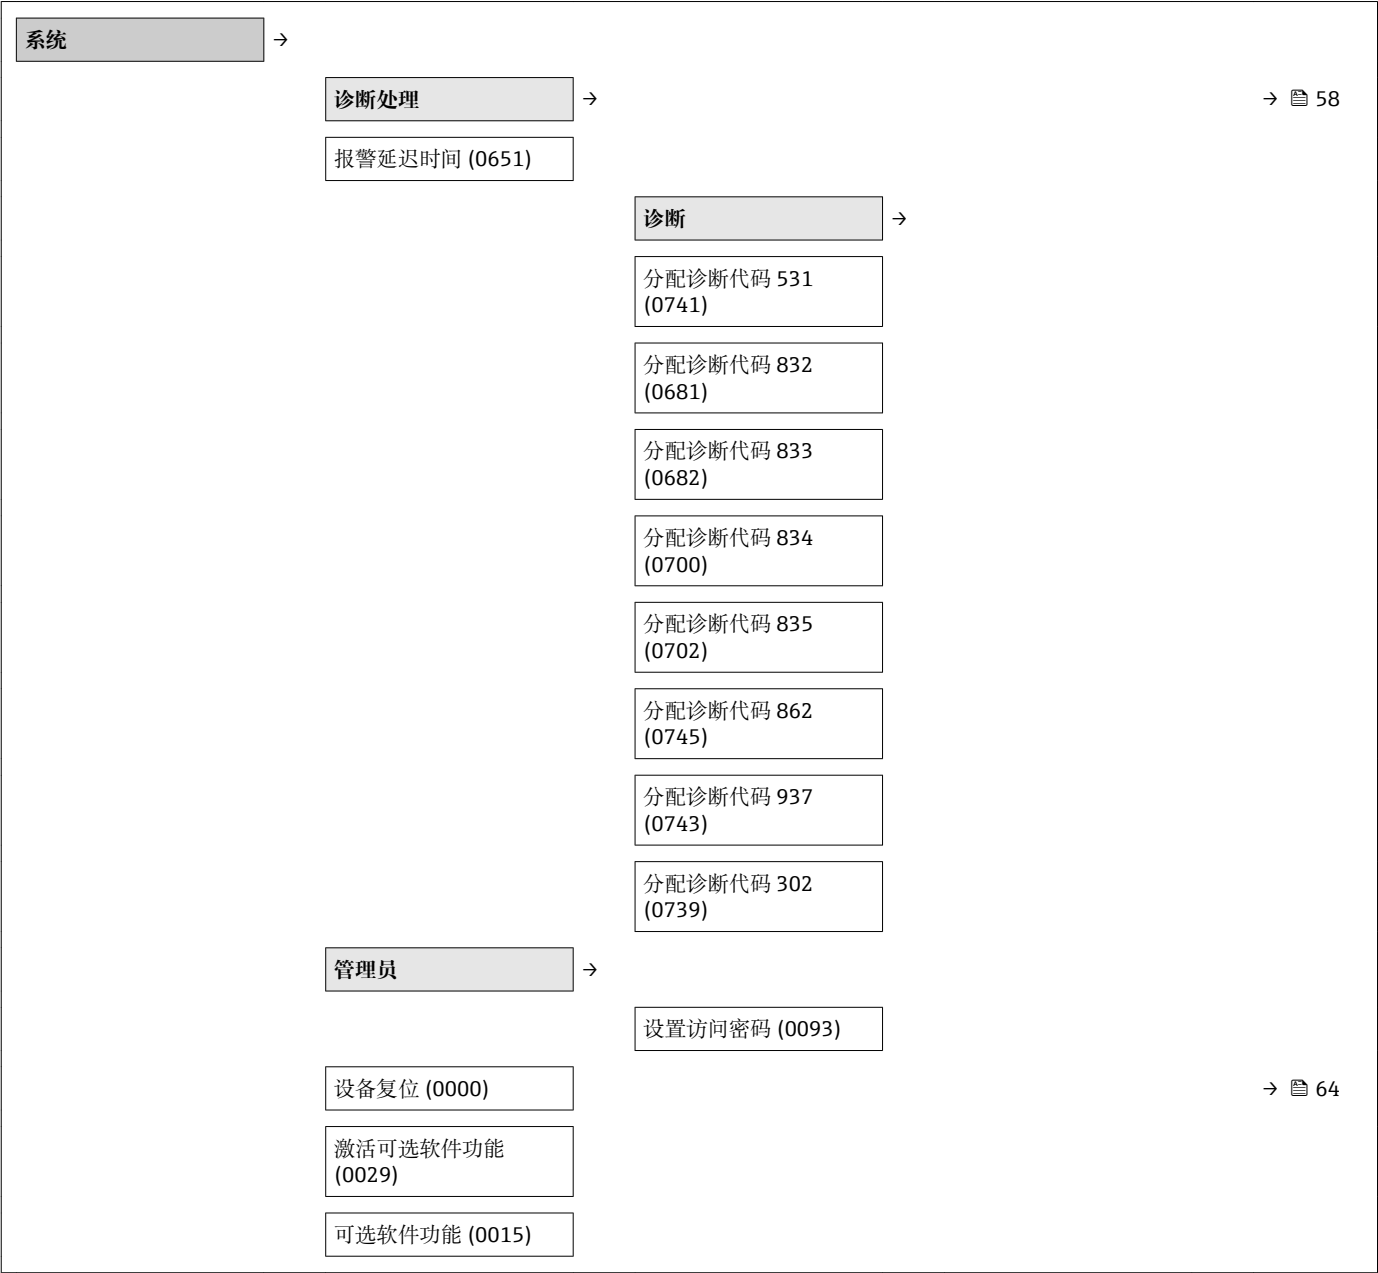 系统 →
诊断处理 → → 58
报警延迟时间 (0651)
诊断 →
分配诊断代码 531
(0741)
分配诊断代码 832
(0681)
分配诊断代码 833
(0682)
分配诊断代码 834
(0700)
分配诊断代码 835
(0702)
分配诊断代码 862
(0745)
分配诊断代码 937
(0743)
分配诊断代码 302
(0739)
管理员 →
设置访问密码 (0093)
设备复位 (0000) → 64
激活可选软件功能
(0029)
可选软件功能 (0015)